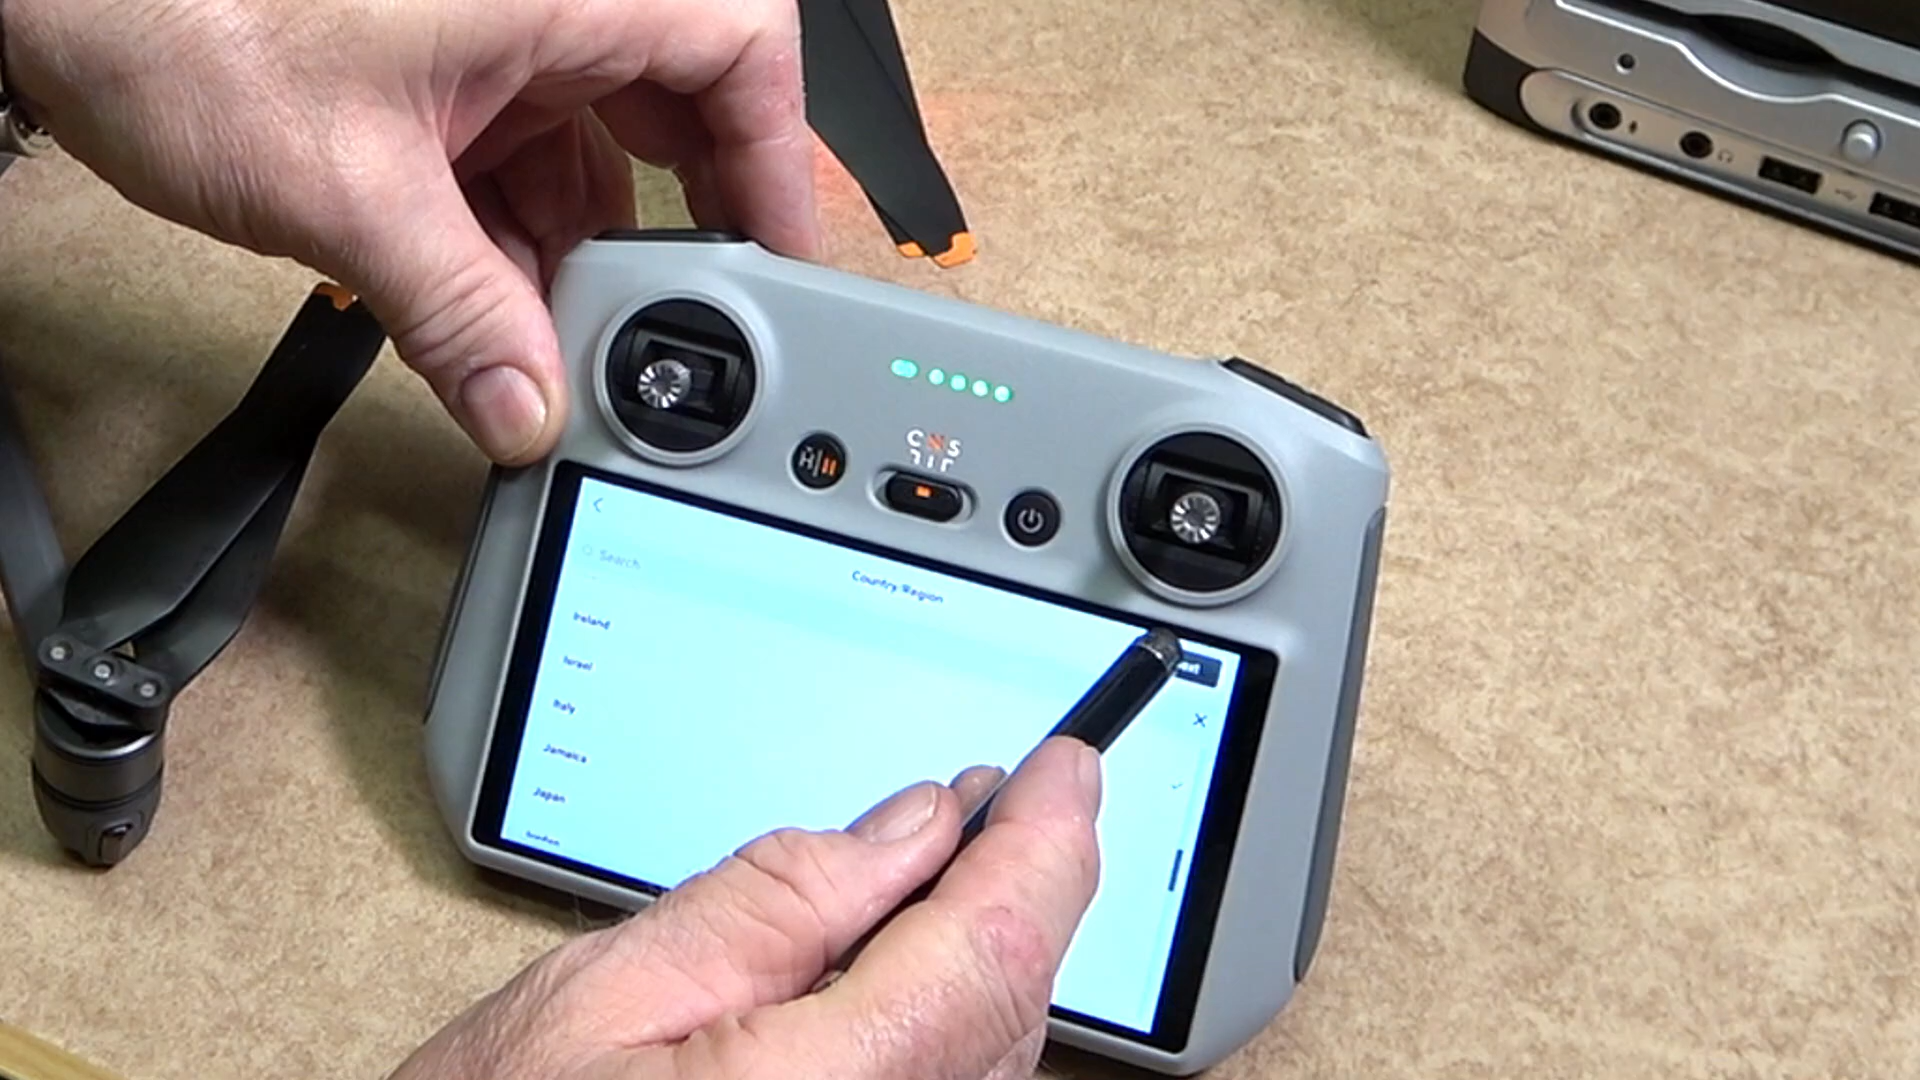 C N S
Search
Country/Region
Ireland
Israel
Italy
Jamaica
Japan